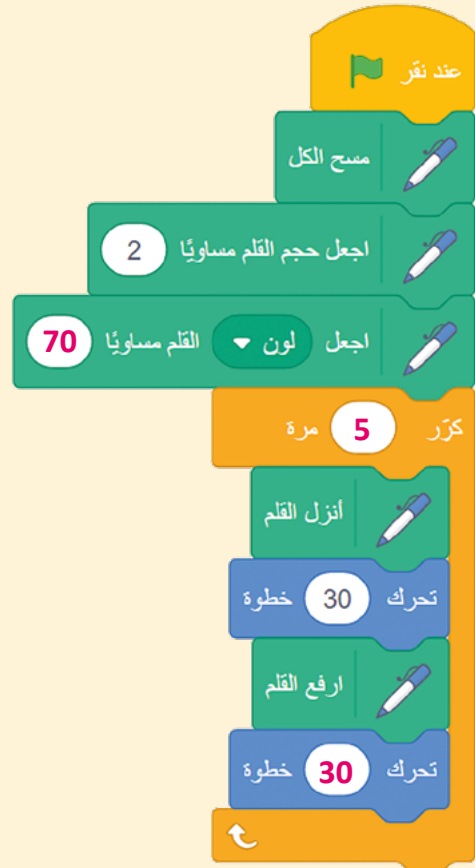 عند نقر
مسح الكل
اجعل حجم القلم مساويًا 2
اجعل لون القلم مساويًا 70
كرّر 5 مرة
أنزل القلم
تحرك 30 خطوة
ارفع القلم
تحرك 30 خطوة